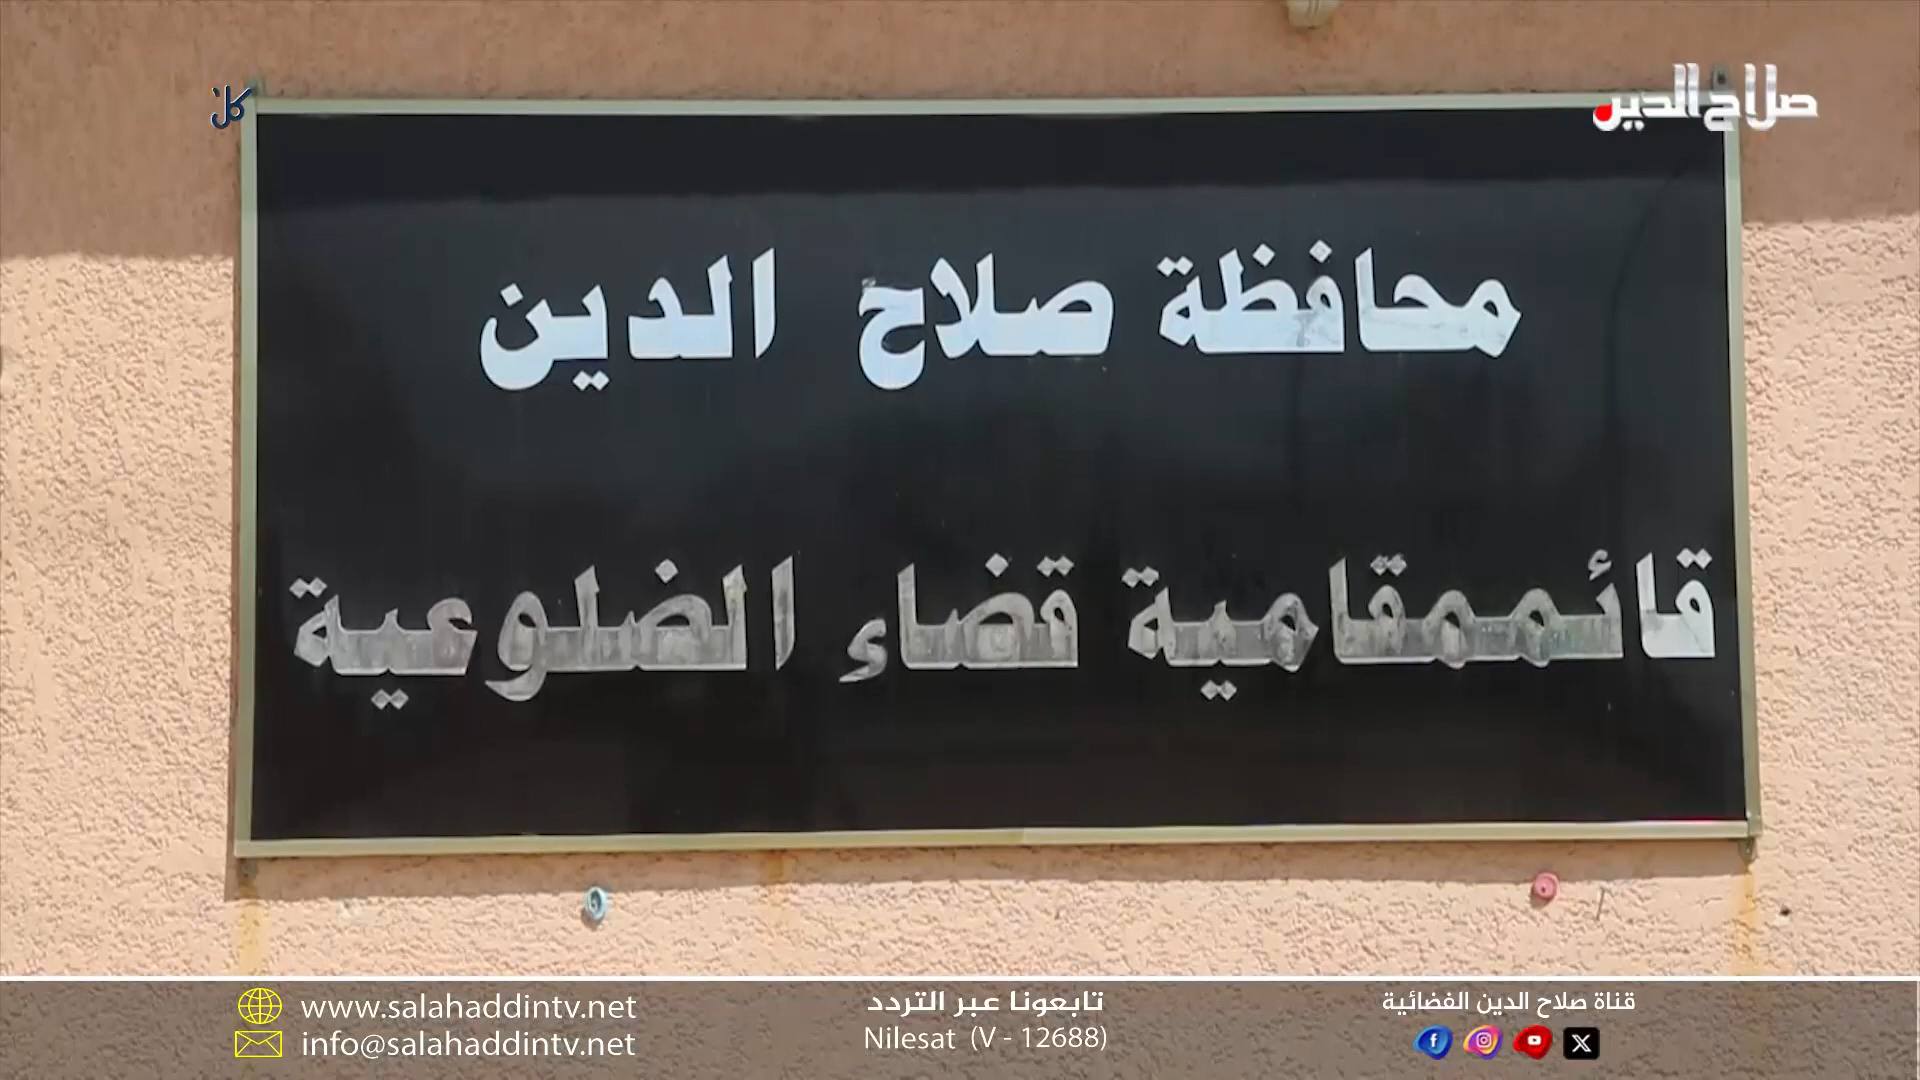 صلاح الدين
محافظة صلاح الدين
قائممقامية قضاء الضلوعية
قناة صلاح الدين الفضائية
تابعونا عبر التردد
Nilesat (V - 12688)
www.salahaddintv.net
info@salahaddintv.net